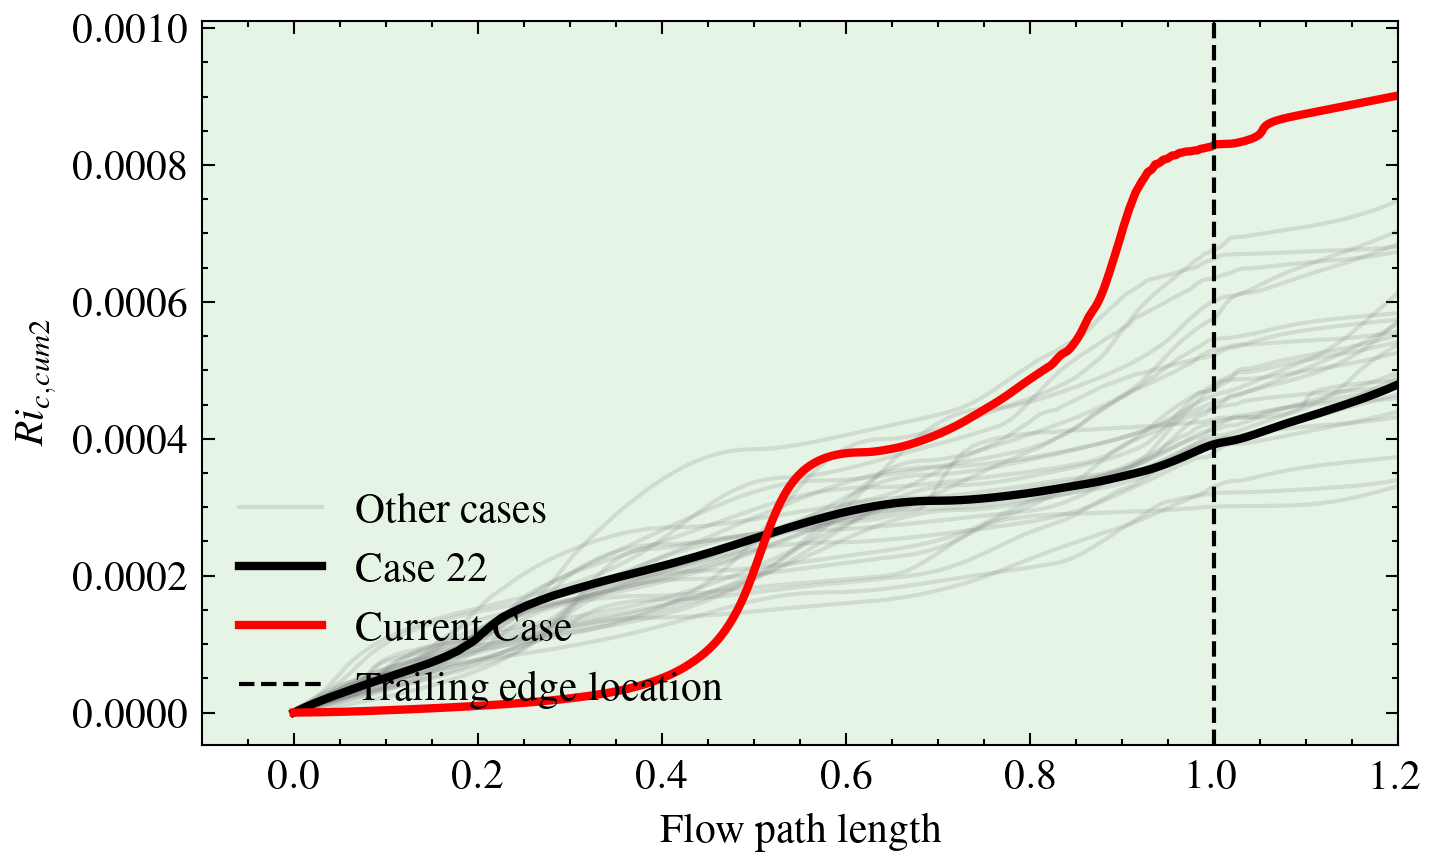 0.0010
0.0008
0.0006
0.0004
0.0002
0.0000
Ri_{c,cum2}
Other cases
Case 22
Current Case
Trailing edge location
0.0 0.2 0.4 0.6 0.8 1.0 1.2
Flow path length